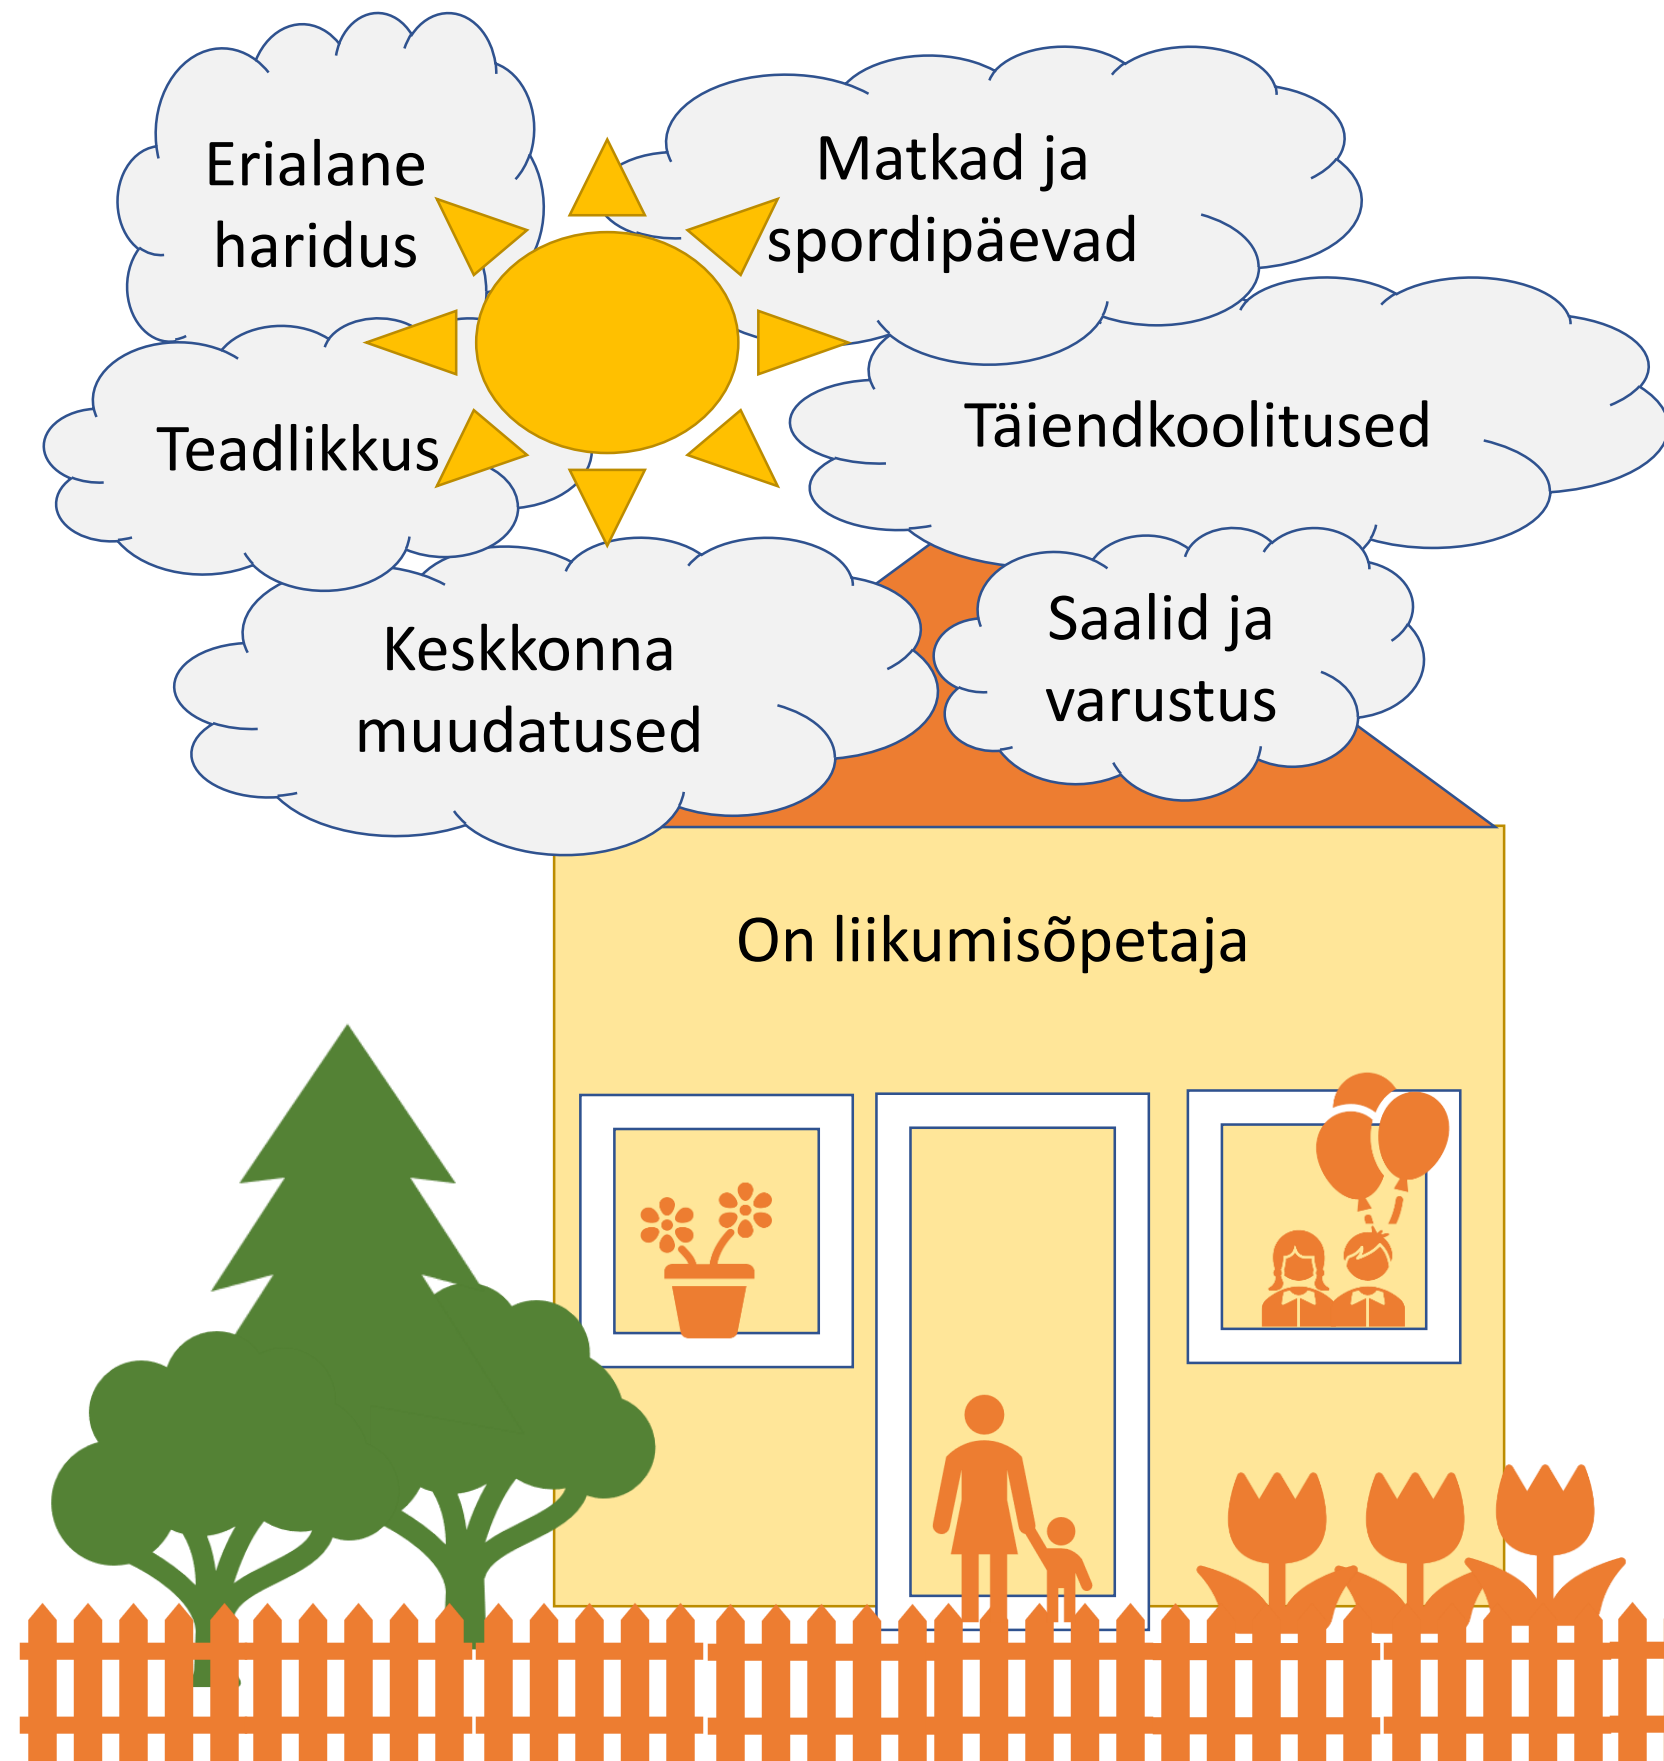 Erialane
haridus
Matkad ja
spordipäevad
Teadlikkus
Täiendkoolitused
Keskkonna
muudatused
Saalid ja
varustus
On liikumisõpetaja